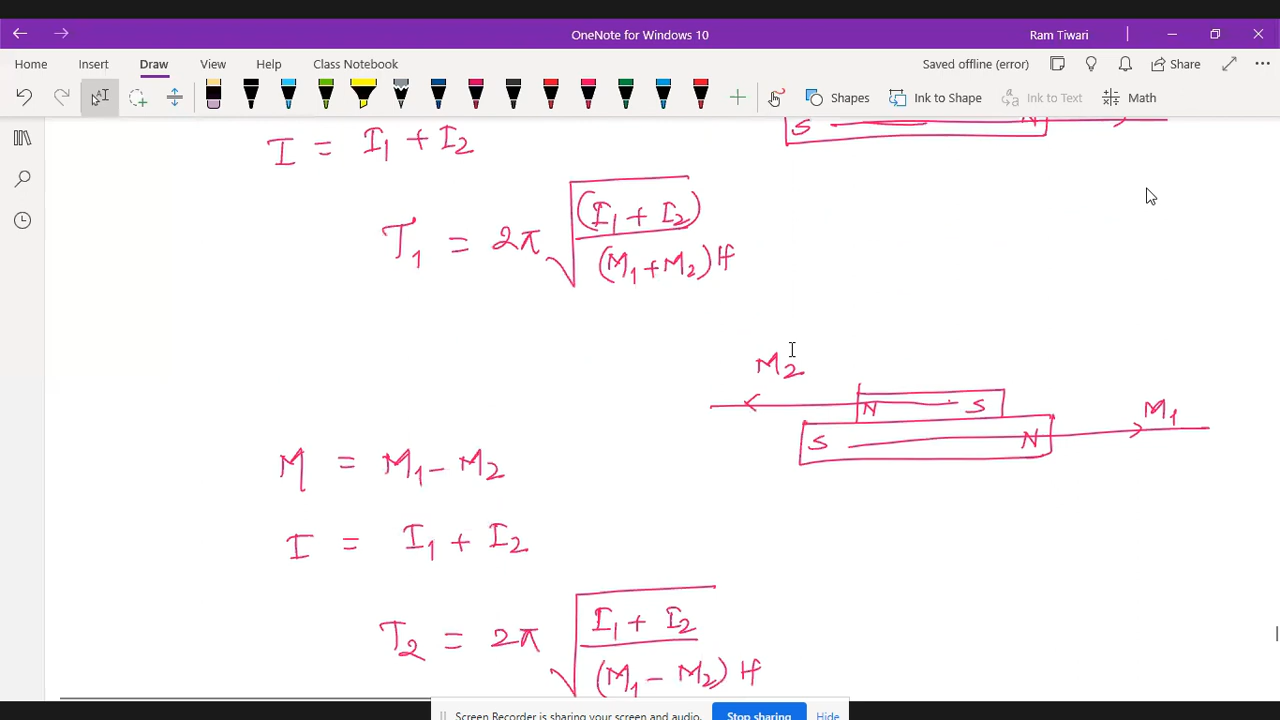 OneNote for Windows 10
Ram Tiwari
Home Insert Draw View Help Class Notebook
Saved offline (error) Share
Shapes Ink to Shape Ink to Text Math
S N
I = I₁ + I₂
T₁ = 2π √((I₁ + I₂) / (M₁ + M₂) H)
M₂
N S
M₁
S N
M = M₁ - M₂
I = I₁ + I₂
T₂ = 2π √(I₁ + I₂ / (M₁ - M₂) H)
Screen Recorder is sharing your screen and audio. Stop sharing Hide